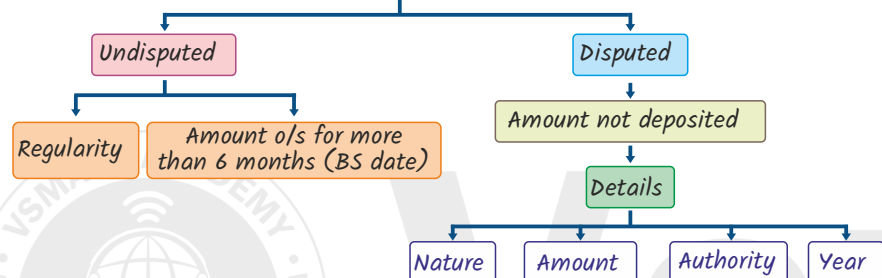 Undisputed
Disputed
Regularity
Amount o/s for more
than 6 months (BS date)
Amount not deposited
Details
Nature
Amount
Authority
Year